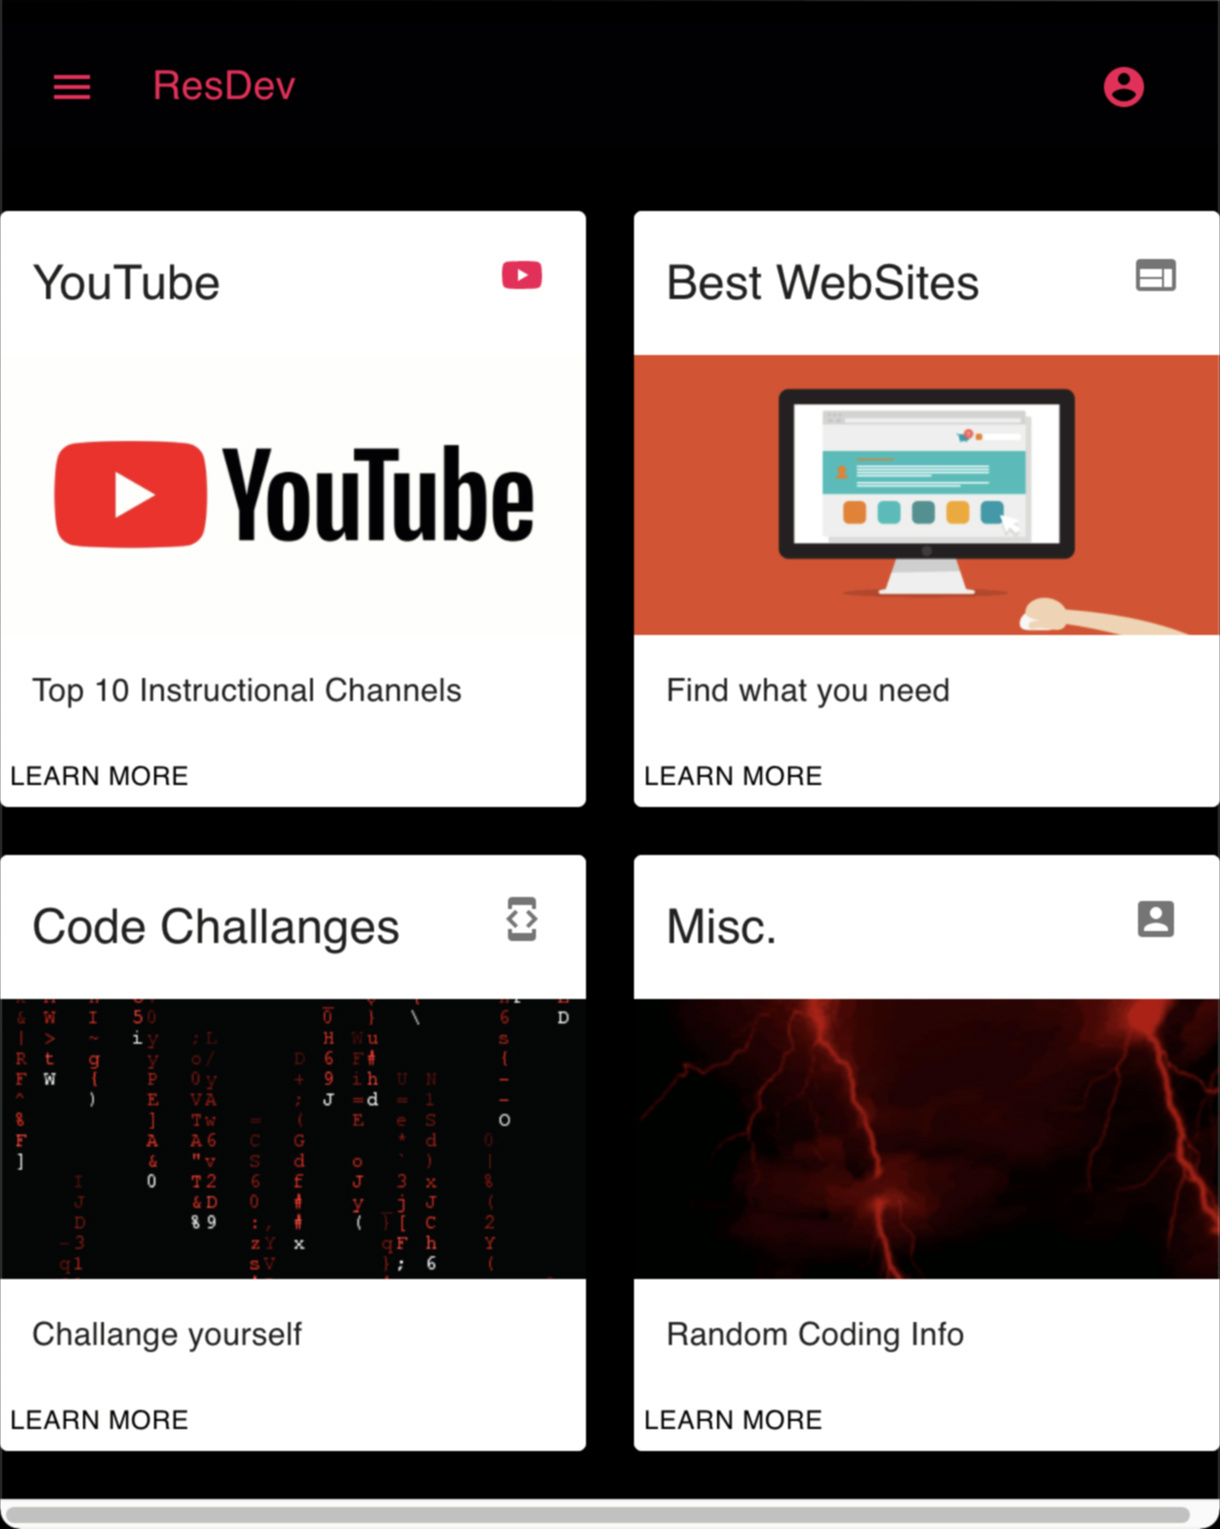 ResDev
YouTube
YouTube
Top 10 Instructional Channels
LEARN MORE
Best WebSites
Find what you need
LEARN MORE
Code Challanges
Challange yourself
LEARN MORE
Misc.
Random Coding Info
LEARN MORE